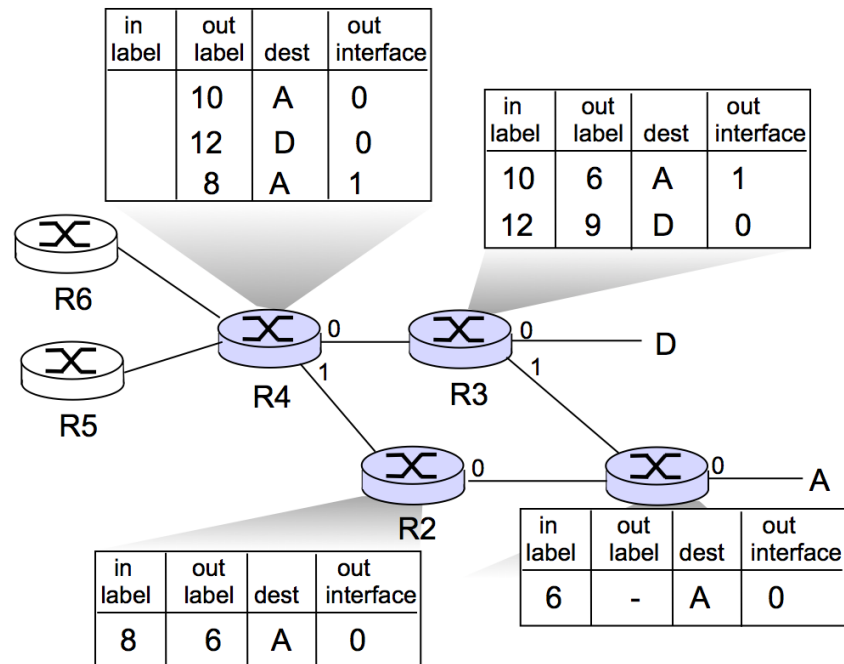 in out out
label label dest interface
10 A 0
12 D 0
8 A 1
in out out
label label dest interface
10 6 A 1
12 9 D 0
R6
R5
R4
0
1
R3
0
1
D
R2
0
0
A
in out out
label label dest interface
8 6 A 0
in out out
label label dest interface
6 - A 0